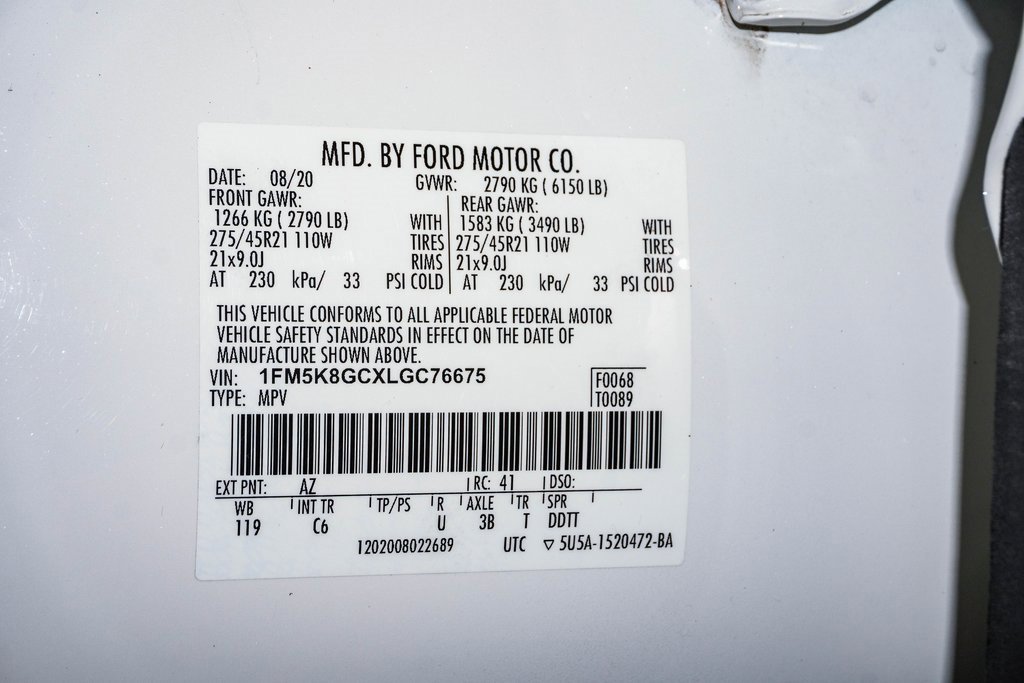 MFD. BY FORD MOTOR CO.
DATE: 08/20 GVWR: 2790 KG ( 6150 LB)
FRONT GAWR: REAR GAWR:
1266 KG ( 2790 LB) WITH 1583 KG ( 3490 LB) WITH
275/45R21 110W TIRES 275/45R21 110W TIRES
21x9.0J RIMS 21x9.0J RIMS
AT 230 kPa/ 33 PSI COLD AT 230 kPa/ 33 PSI COLD
THIS VEHICLE CONFORMS TO ALL APPLICABLE FEDERAL MOTOR
VEHICLE SAFETY STANDARDS IN EFFECT ON THE DATE OF
MANUFACTURE SHOWN ABOVE.
VIN: 1FM5K8GCXLGC76675 F0068
TYPE: MPV T0089
EXT PNT: AZ RC: 41 DSO:
WB INT TR TP/PS R AXLE TR SPR
119 C6 U 3B T DDTT
1202008022689 UTC ▽ 5U5A-1520472-BA